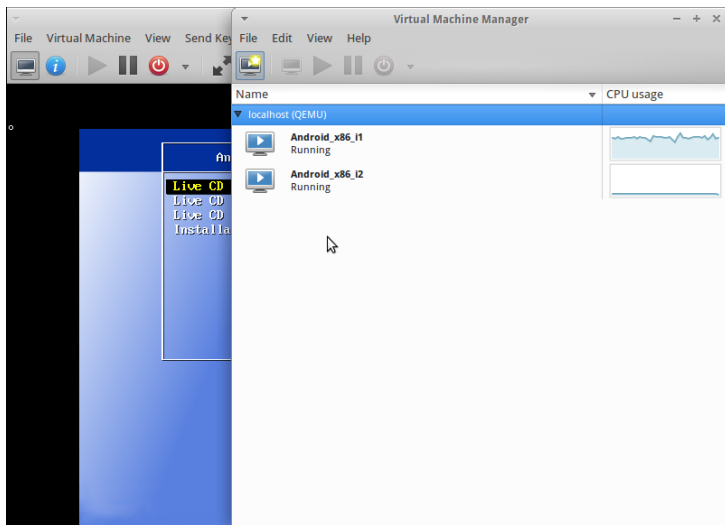 File Virtual Machine View Send Key
An
Live CD
Live CD
Live CD
Installa
Virtual Machine Manager
File Edit View Help
Name CPU usage
localhost (QEMU)
Android_x86_i1
Running
Android_x86_i2
Running